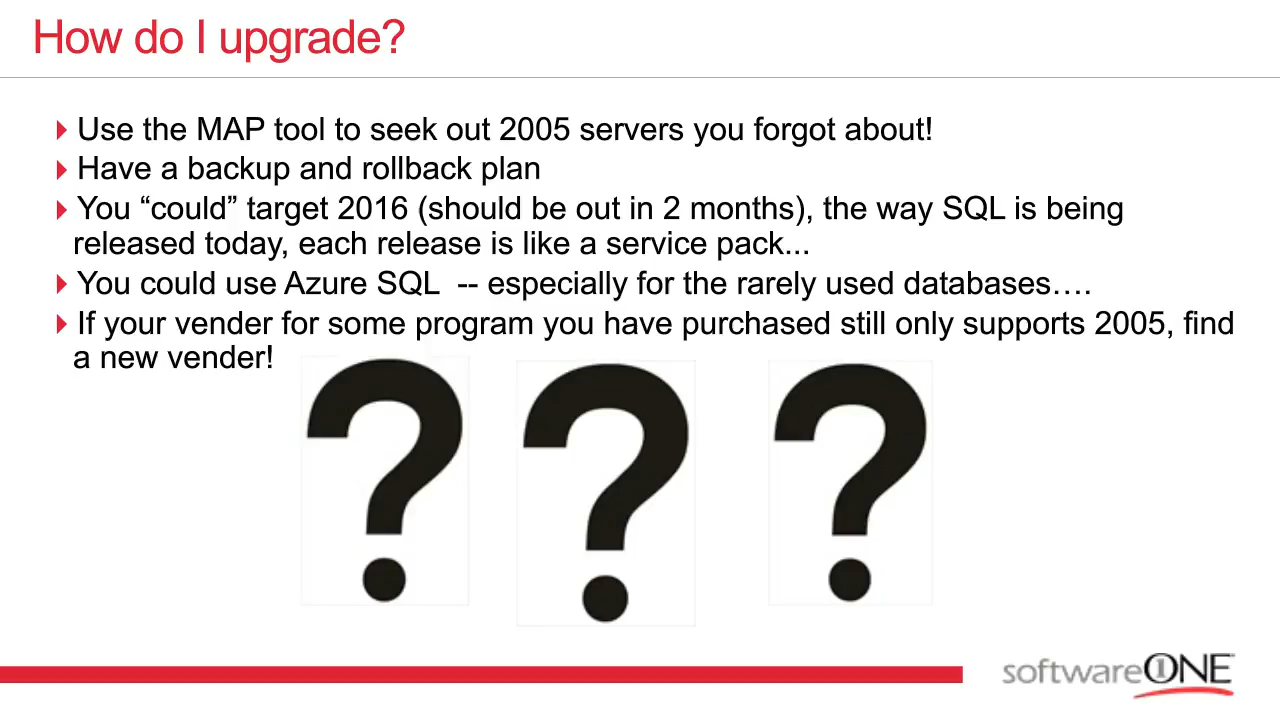 How do I upgrade?
Use the MAP tool to seek out 2005 servers you forgot about!
Have a backup and rollback plan
You “could” target 2016 (should be out in 2 months), the way SQL is being
released today, each release is like a service pack...
You could use Azure SQL  -- especially for the rarely used databases….
If your vender for some program you have purchased still only supports 2005, find
a new vender!
? ? ?
softwareONE